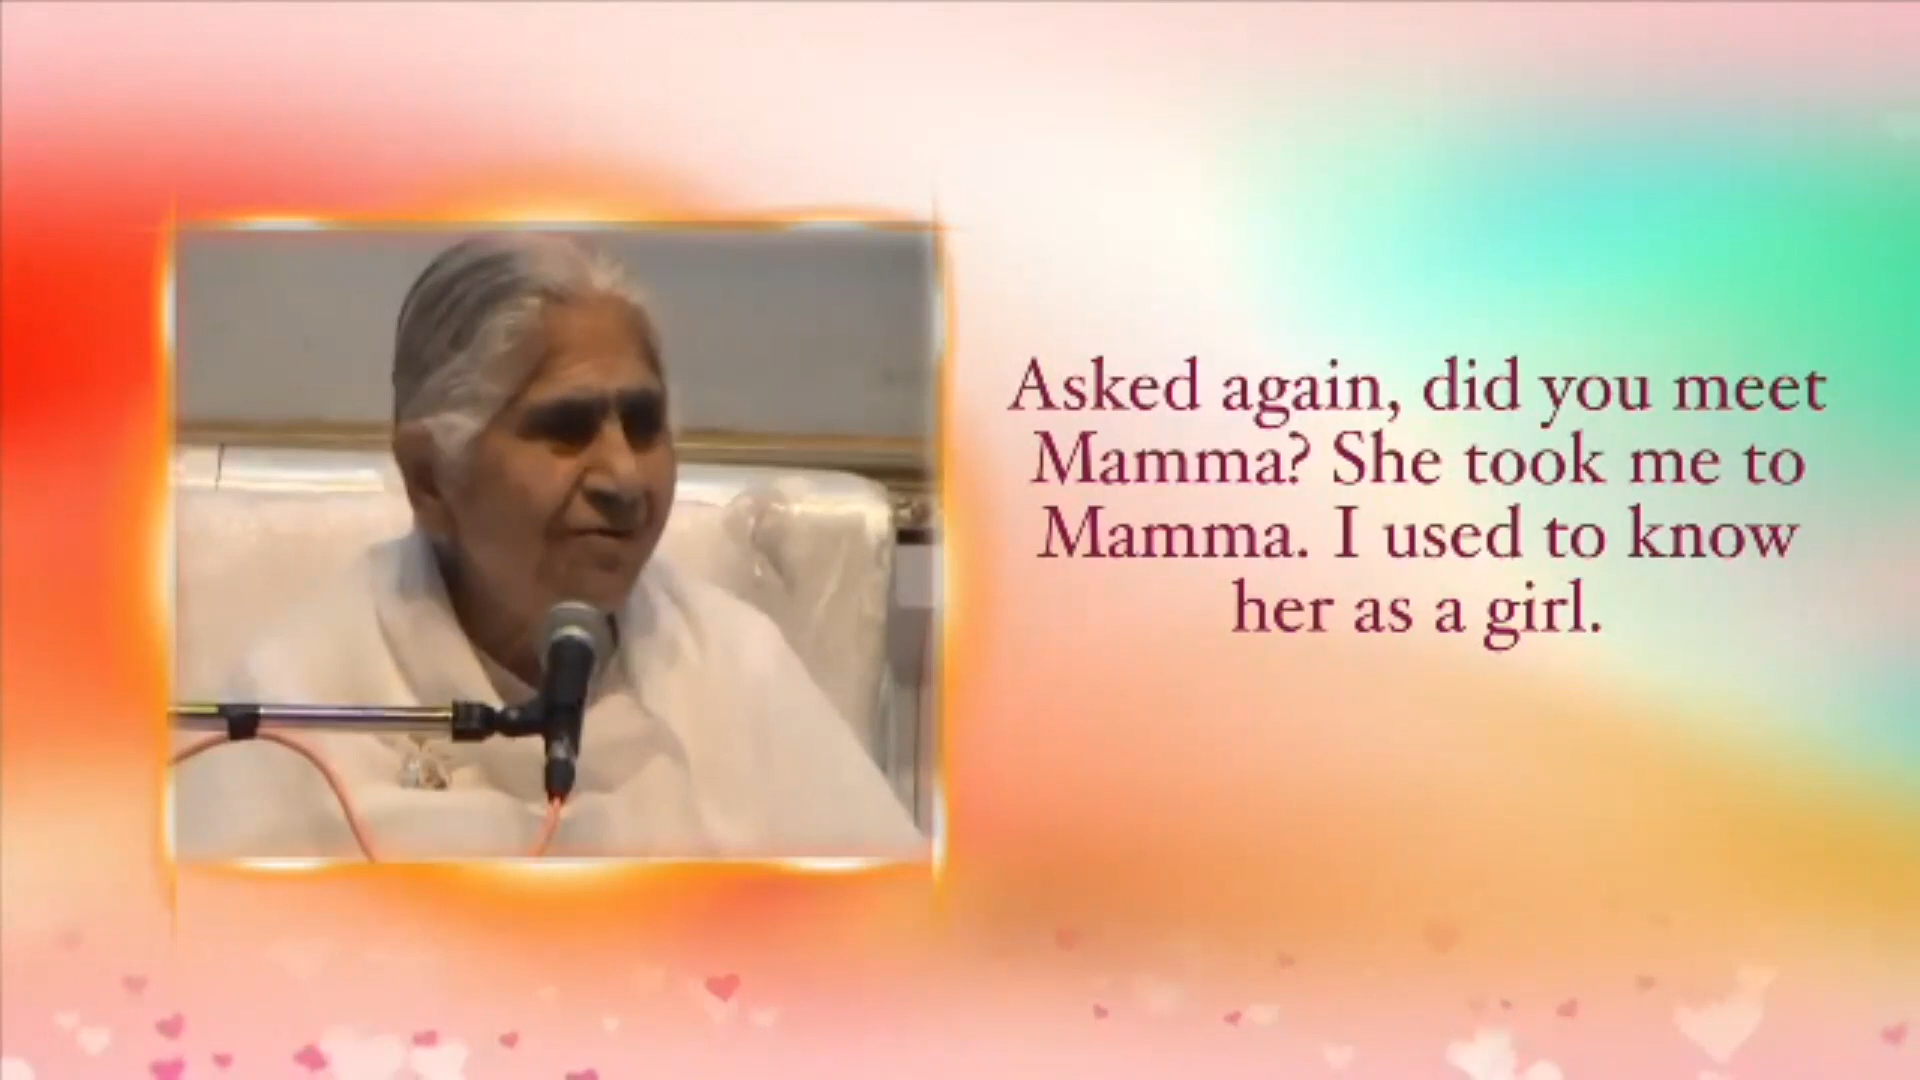 Asked again, did you meet
Mamma? She took me to
Mamma. I used to know
her as a girl.